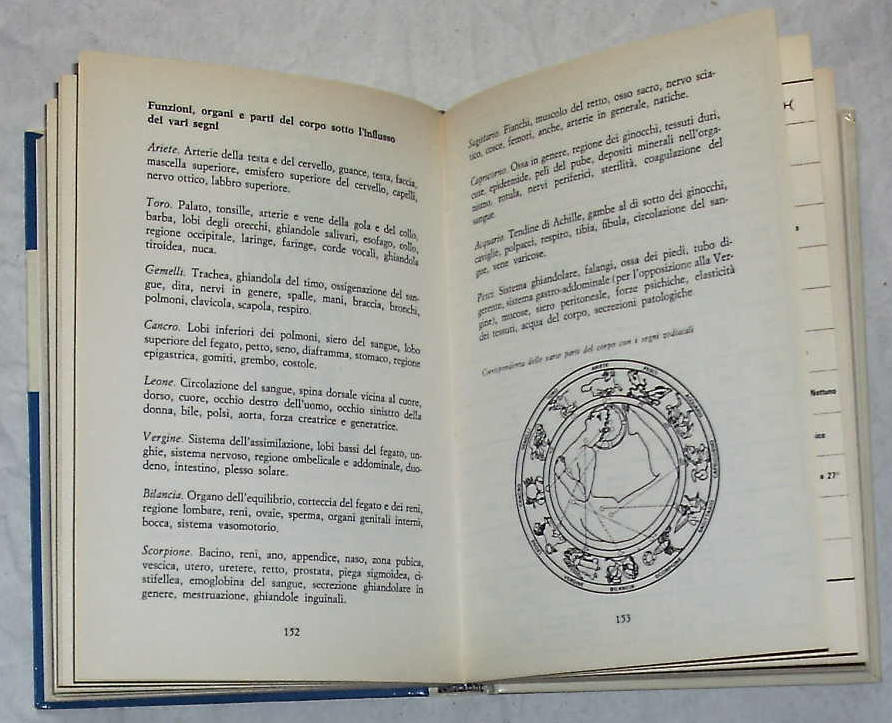 Funzioni, organi e parti del corpo sotto l'influsso
dei vari segni
Ariete. Arterie della testa e del cervello, guance, testa, faccia,
mascella superiore, emisfero superiore del cervello, capelli,
nervo ottico, labbro superiore.
Toro. Palato, tonsille, arterie e vene della gola e del collo,
barba, lobi degli orecchi, ghiandole salivari, esofago, collo,
regione occipitale, laringe, faringe, corde vocali, ghiandola
tiroidea, nuca.
Gemelli. Trachea, ghiandola del timo, ossigenazione del san-
gue, dita, nervi in genere, spalle, mani, braccia, bronchi,
polmoni, clavicola, scapola, respiro.
Cancro. Lobi inferiori dei polmoni, siero del sangue, lobo
superiore del fegato, petto, seno, diaframma, stomaco, regione
epigastrica, gomiti, grembo, costole.
Leone. Circolazione del sangue, spina dorsale vicina al cuore,
dorso, cuore, occhio destro dell'uomo, occhio sinistro della
donna, bile, polsi, aorta, forza creatrice e generatrice.
Vergine. Sistema dell'assimilazione, lobi bassi del fegato, un-
ghie, sistema nervoso, regione ombelicale e addominale, duo-
deno, intestino, plesso solare.
Bilancia. Organo dell'equilibrio, corteccia del fegato e dei reni,
regione lombare, reni, ovaie, sperma, organi genitali interni,
bocca, sistema vasomotorio.
Scorpione. Bacino, reni, ano, appendice, naso, zona pubica,
vescica, utero, uretere, retto, prostata, piega sigmoidea, ci-
stifellea, emoglobina del sangue, secrezione ghiandolare in
genere, mestruazione, ghiandole inguinali.
152
Sagittario. Fianchi, muscolo del retto, osso sacro, nervo scia-
tico, cosce, femori, anche, arterie in generale, natiche.
Capricorno. Ossa in genere, regione dei ginocchi, tessuti duri,
cute, epidermide, peli del pube, depositi minerali nell'orga-
nismo, rotula, nervi periferici, sterilità, coagulazione del
sangue.
Acquario. Tendine di Achille, gambe al di sotto dei ginocchi,
caviglie, polpacci, respiro, tibia, fibula, circolazione del san-
gue, vene varicose.
Pesci. Sistema ghiandolare, falangi, ossa dei piedi, tubo di-
gerente, sistema gastro-addominale (per l'opposizione alla Ver-
gine), mucose, siero peritoneale, forze psichiche, elasticità
dei tessuti, acqua del corpo, secrezioni patologiche
Corrispondenza delle varie parti del corpo con i segni zodiacali
ARIETE
PESCI
BILANCIA
153
Nettuno
e 27°